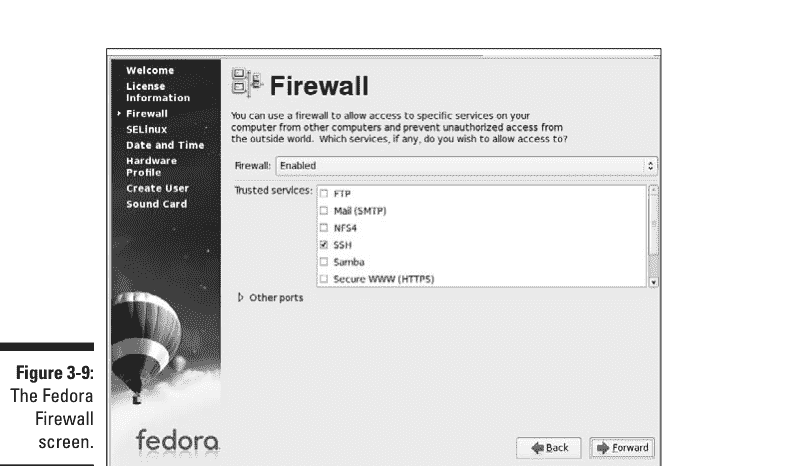 Welcome
License
Information
Firewall
SELinux
Date and Time
Hardware
Profile
Create User
Sound Card
fedora
Firewall
You can use a firewall to allow access to specific services on your
computer from other computers and prevent unauthorized access from
the outside world. Which services, if any, do you wish to allow access to?
Firewall: Enabled
Trusted services:
FTP
Mail (SMTP)
NFS4
SSH
Samba
Secure WWW (HTTPS)
Other ports
Back
Forward
Figure 3-9:
The Fedora
Firewall
screen.